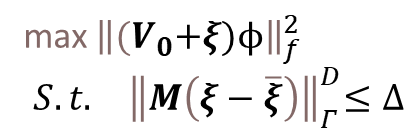 max ‖(V₀+ξ)ϕ‖²_f
S.t. ‖M(ξ − ξ̅)‖^D_Γ ≤ Δ